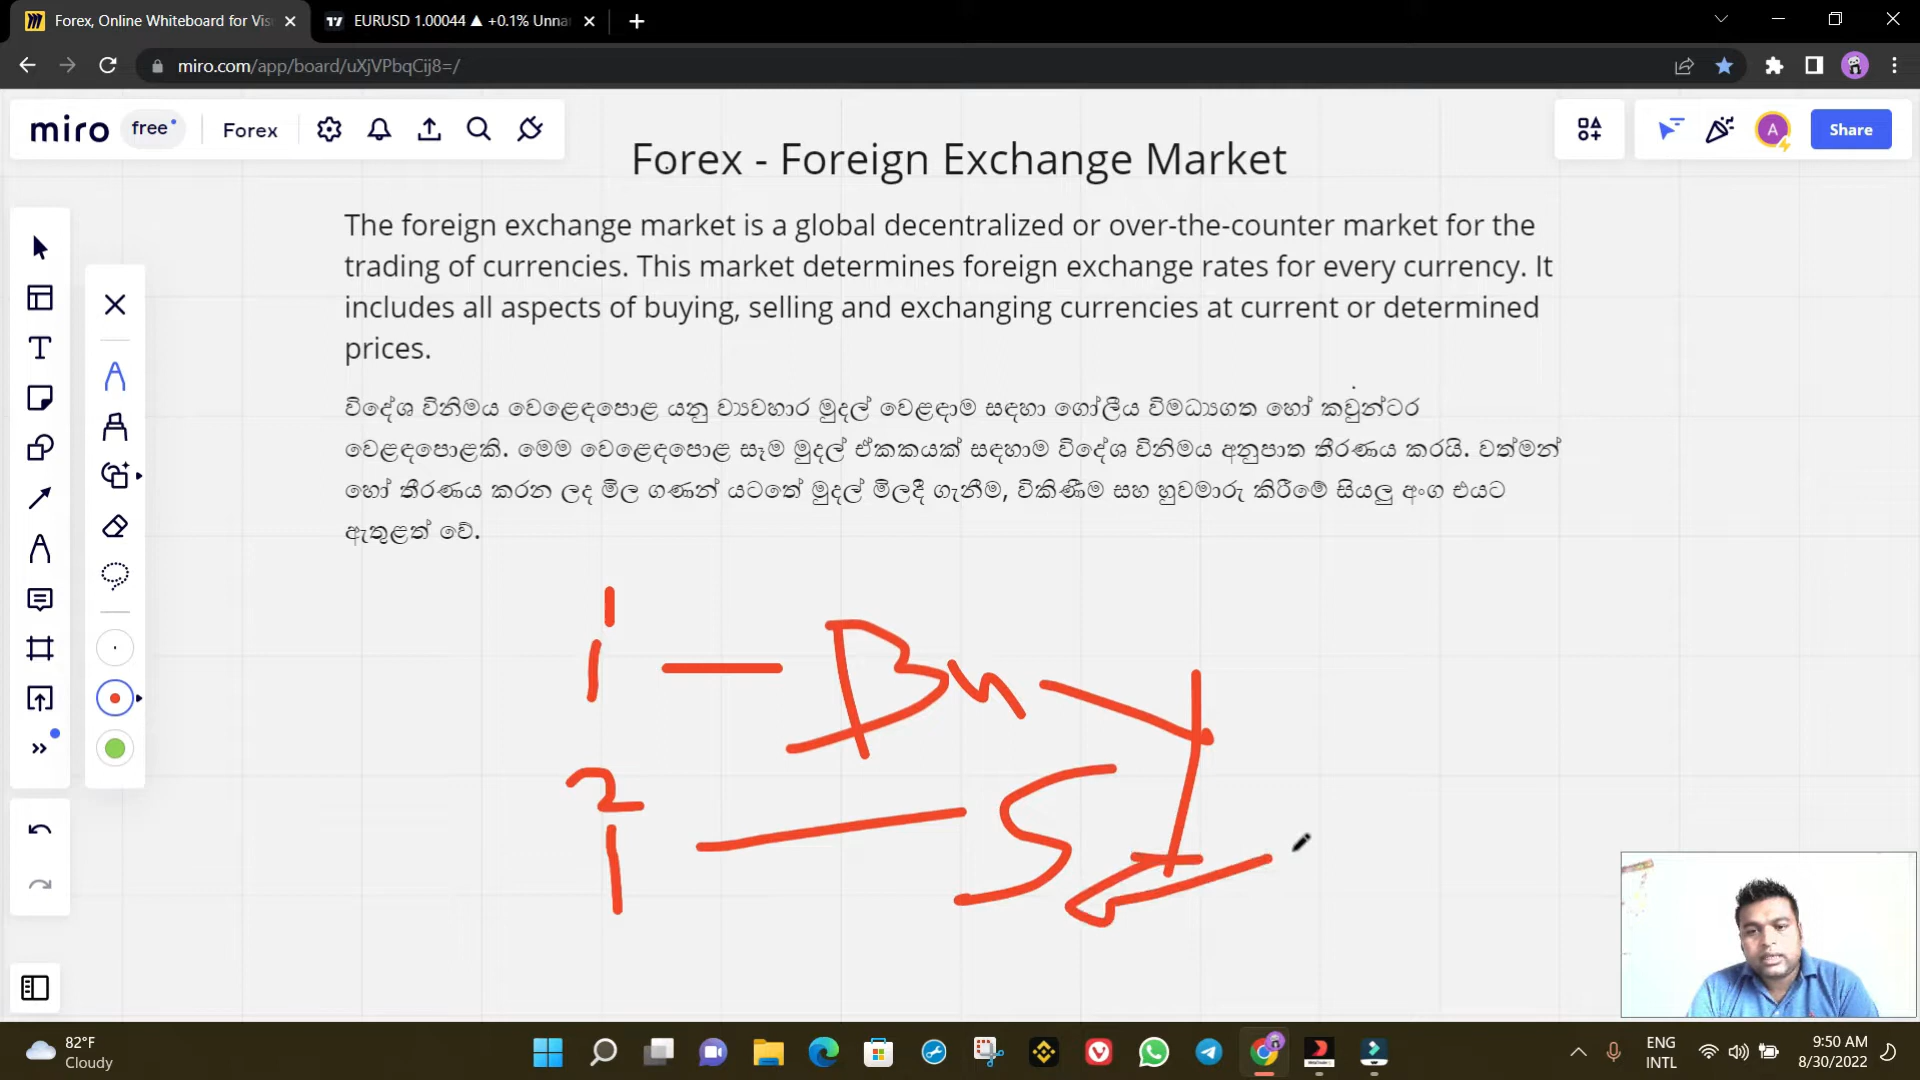 Forex, Online Whiteboard for Vis
EURUSD 1.00044 ▲ +0.1% Unna
miro.com/app/board/uXjVPbqCij8=/
miro free Forex
A Share
Forex - Foreign Exchange Market
The foreign exchange market is a global decentralized or over-the-counter market for the
trading of currencies. This market determines foreign exchange rates for every currency. It
includes all aspects of buying, selling and exchanging currencies at current or determined
prices.
විදේශ විනිමය වෙළෙඳපොළ යනු ව්‍යවහාර මුදල් වෙළඳාම සඳහා ගෝලීය විමධ්‍යගත හෝ කවුන්ටර
වෙළඳපොළකි. මෙම වෙළෙඳපොළ සෑම මුදල් ඒකකයක් සඳහාම විදේශ විනිමය අනුපාත තීරණය කරයි. වත්මන්
හෝ තීරණය කරන ලද මිල ගණන් යටතේ මුදල් මිලදී ගැනීම, විකිණීම සහ හුවමාරු කිරීමේ සියලු අංග එයට
ඇතුළත් වේ.
1
2
S
82°F
Cloudy
ENG
INTL
9:50 AM
8/30/2022